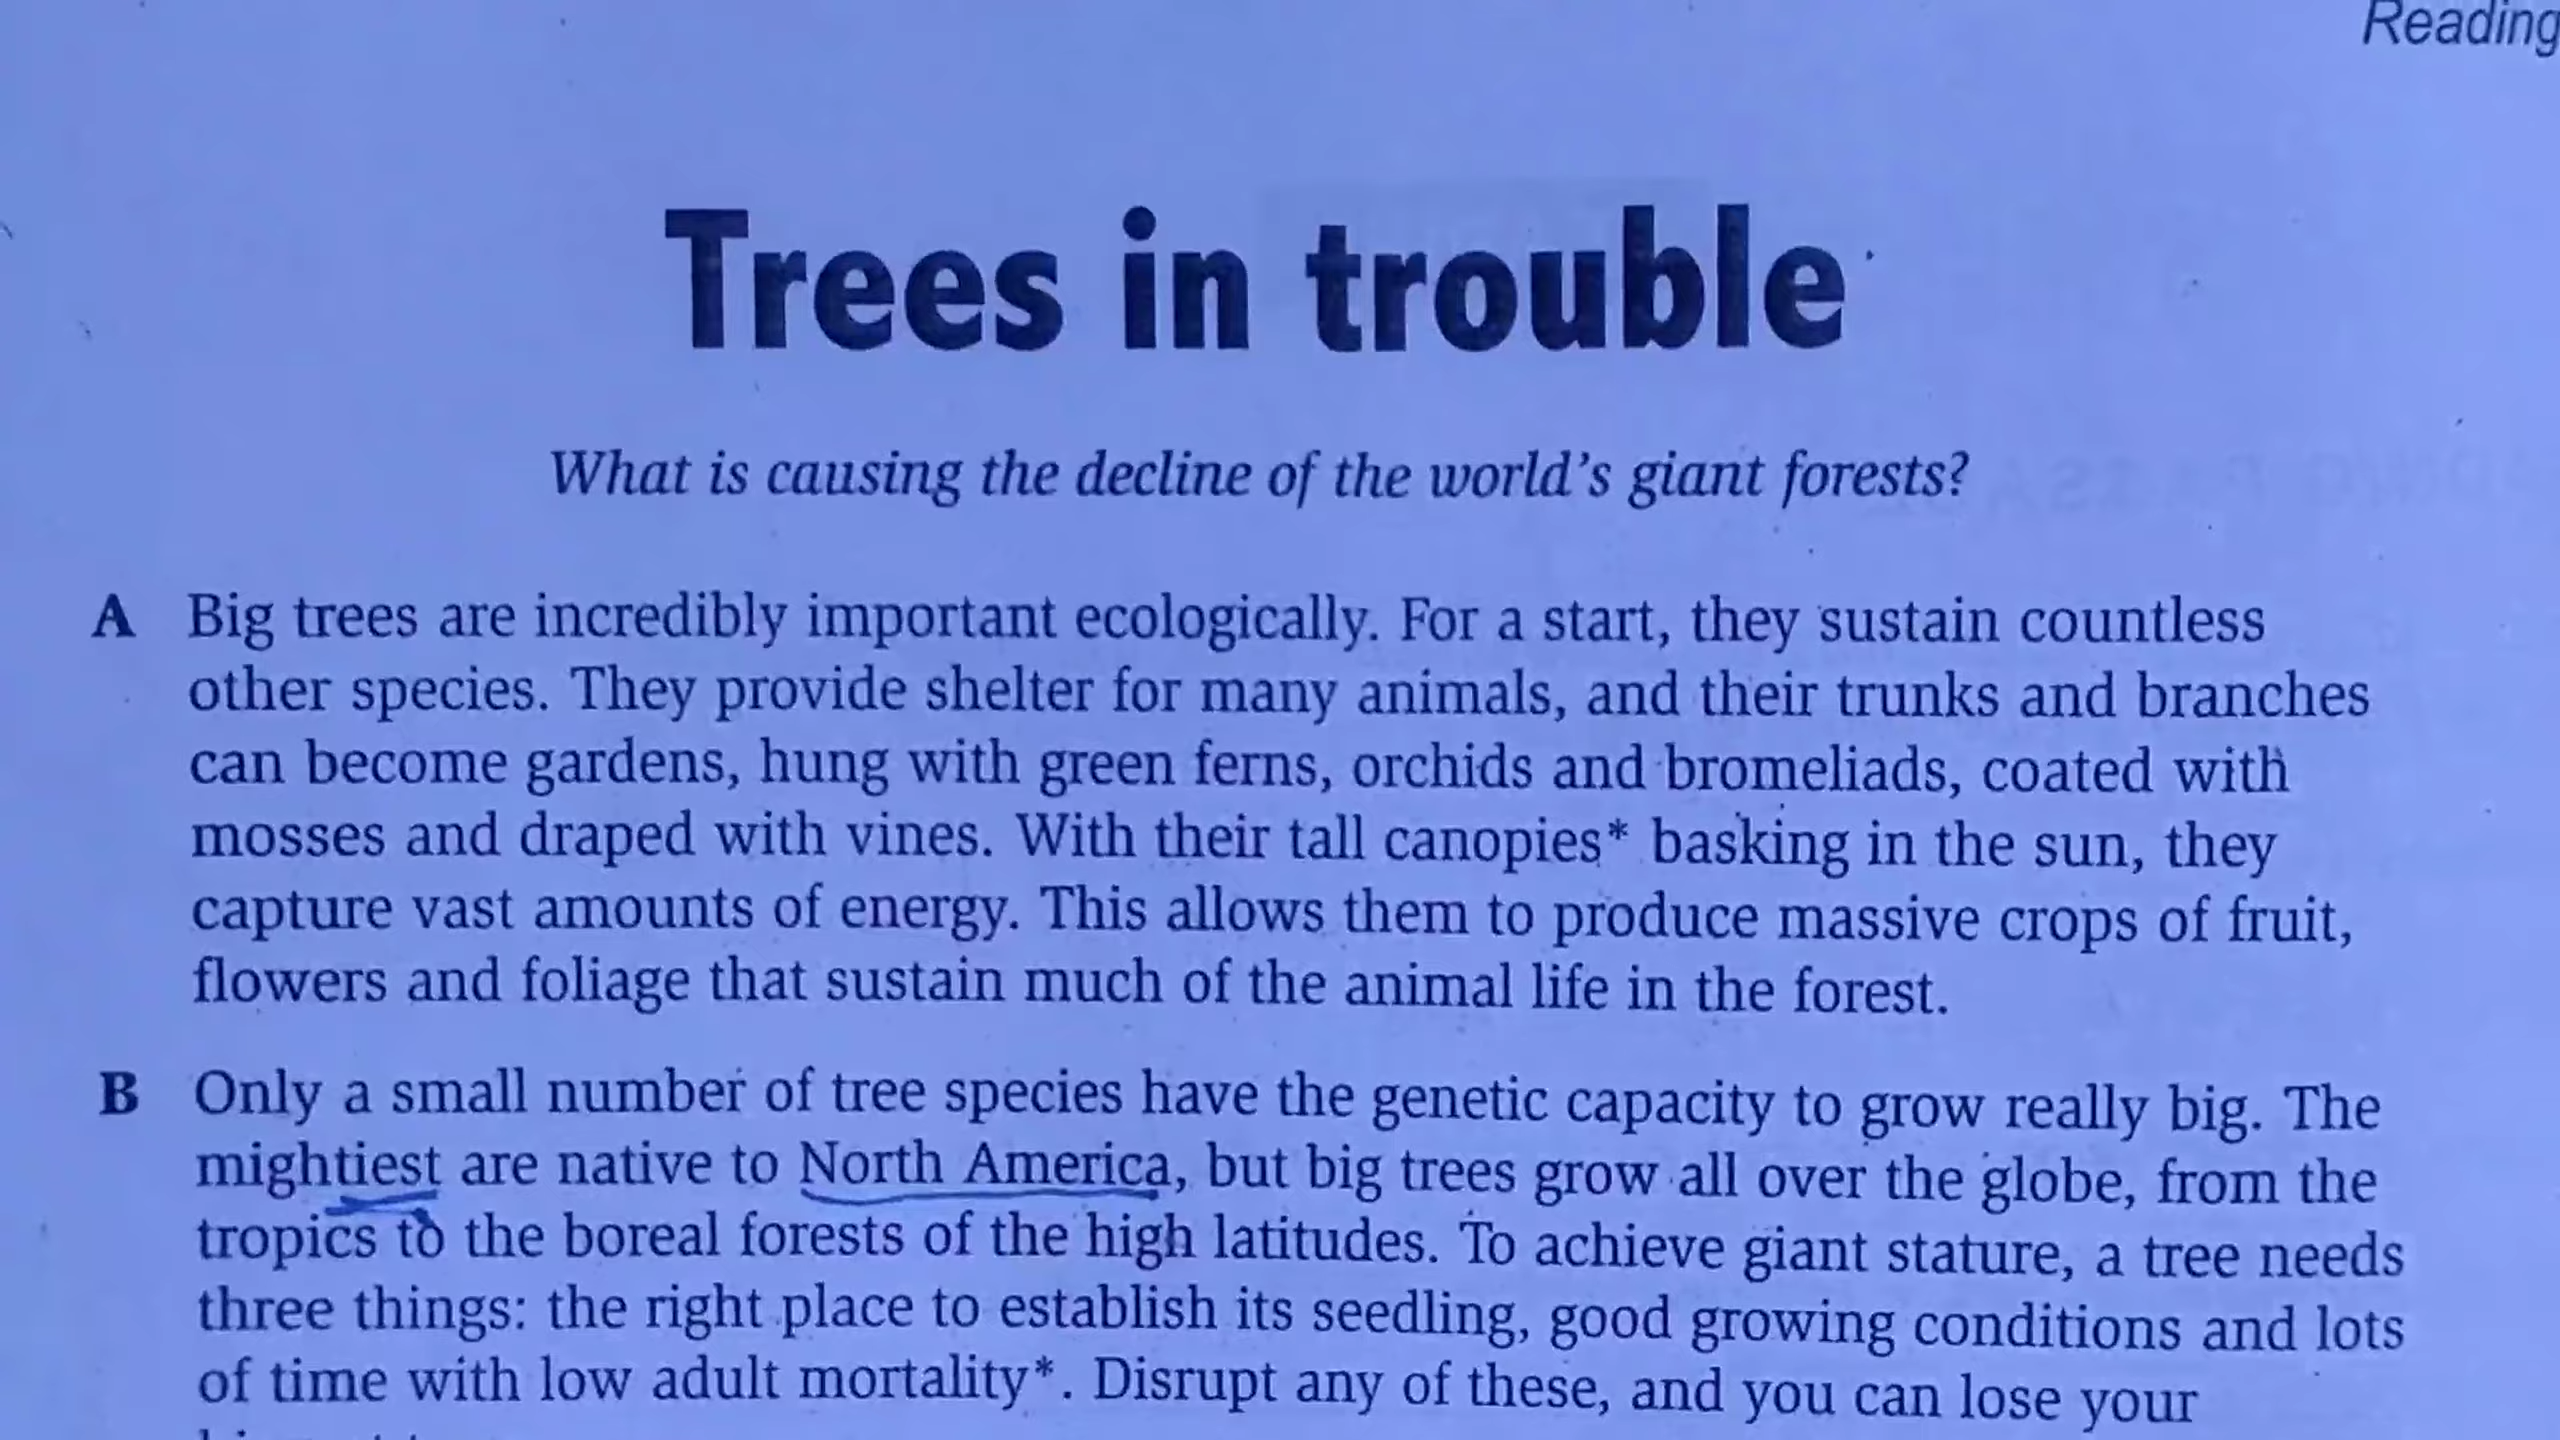 Reading
Trees in trouble
What is causing the decline of the world's giant forests?
A Big trees are incredibly important ecologically. For a start, they sustain countless
other species. They provide shelter for many animals, and their trunks and branches
can become gardens, hung with green ferns, orchids and bromeliads, coated with
mosses and draped with vines. With their tall canopies* basking in the sun, they
capture vast amounts of energy. This allows them to produce massive crops of fruit,
flowers and foliage that sustain much of the animal life in the forest.
B Only a small number of tree species have the genetic capacity to grow really big. The
mightiest are native to North America, but big trees grow all over the globe, from the
tropics to the boreal forests of the high latitudes. To achieve giant stature, a tree needs
three things: the right place to establish its seedling, good growing conditions and lots
of time with low adult mortality*. Disrupt any of these, and you can lose your